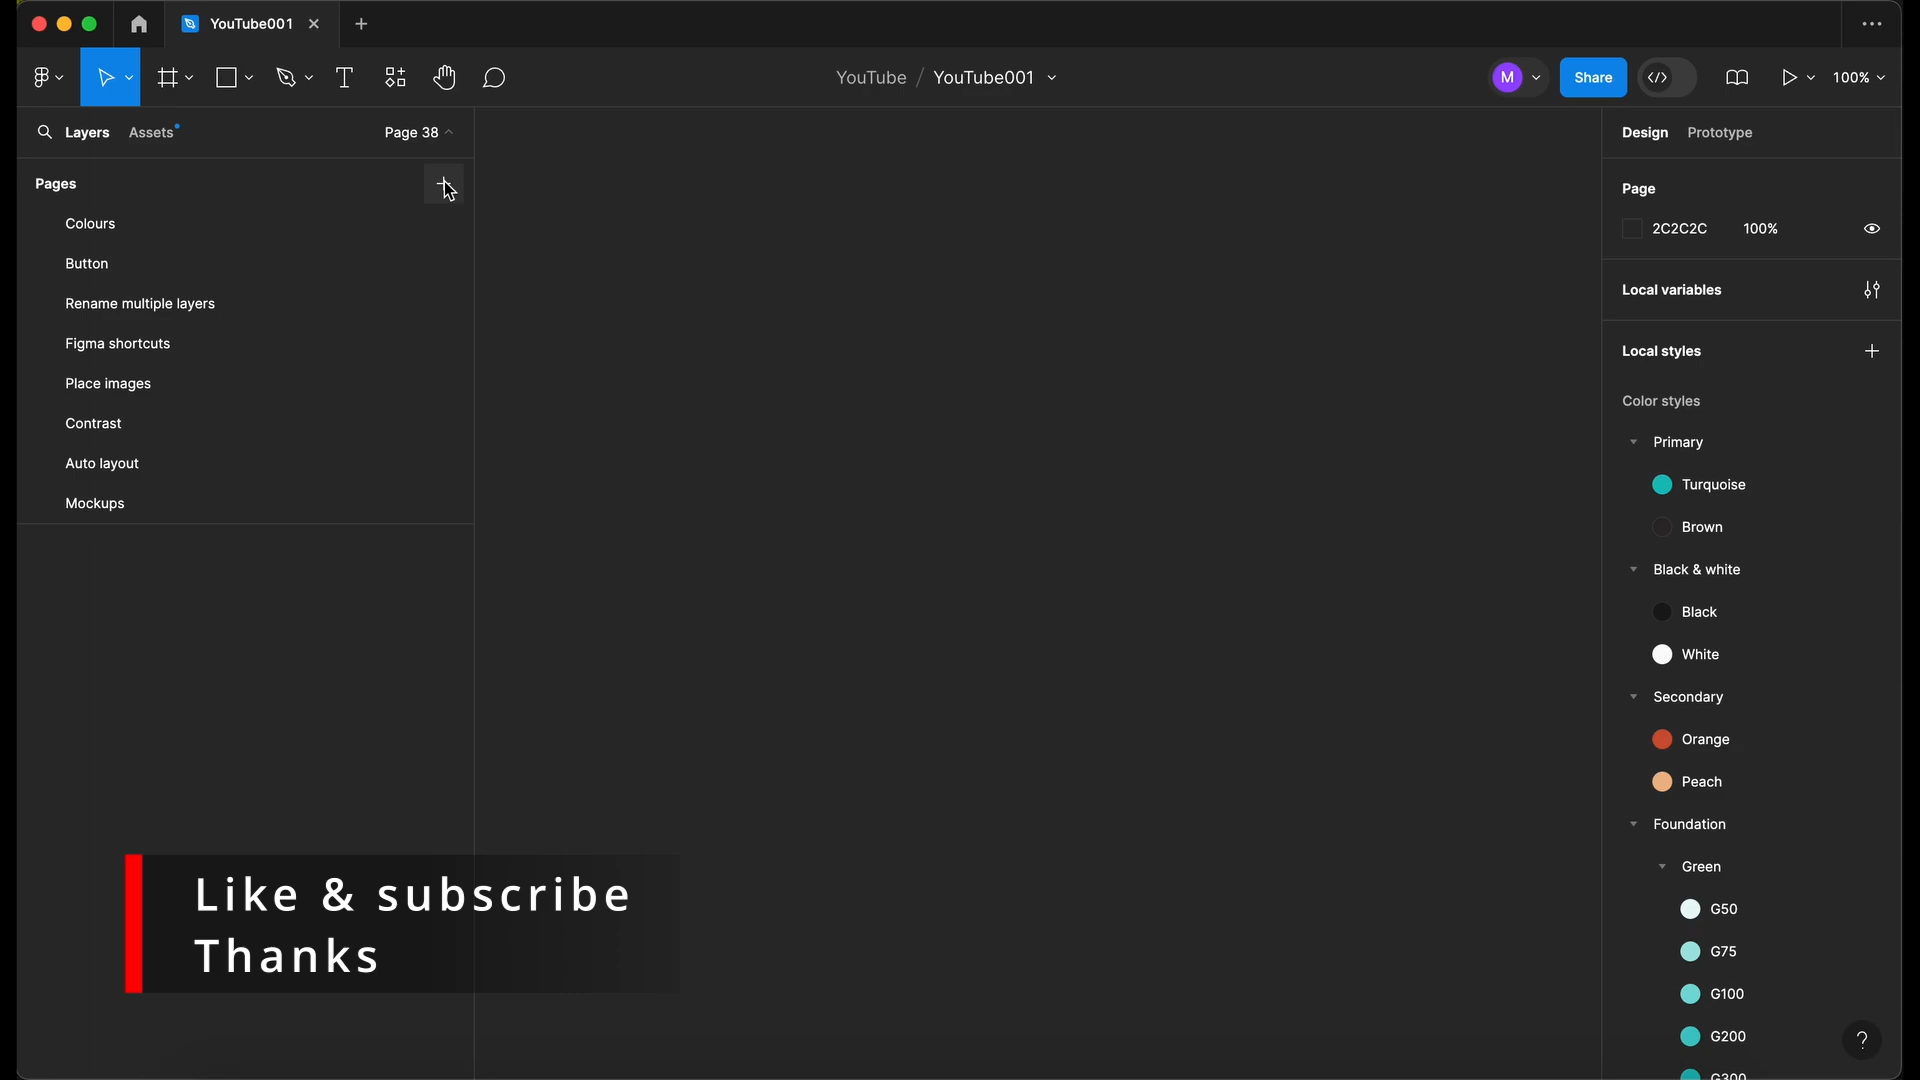 YouTube001
YouTube / YouTube001
M
Share
100%
Layers
Assets
Page 38
Pages
Colours
Button
Rename multiple layers
Figma shortcuts
Place images
Contrast
Auto layout
Mockups
Like & subscribe
Thanks
Design
Prototype
Page
2C2C2C
100%
Local variables
Local styles
Color styles
Primary
Turquoise
Brown
Black & white
Black
White
Secondary
Orange
Peach
Foundation
Green
G50
G75
G100
G200
G300
?